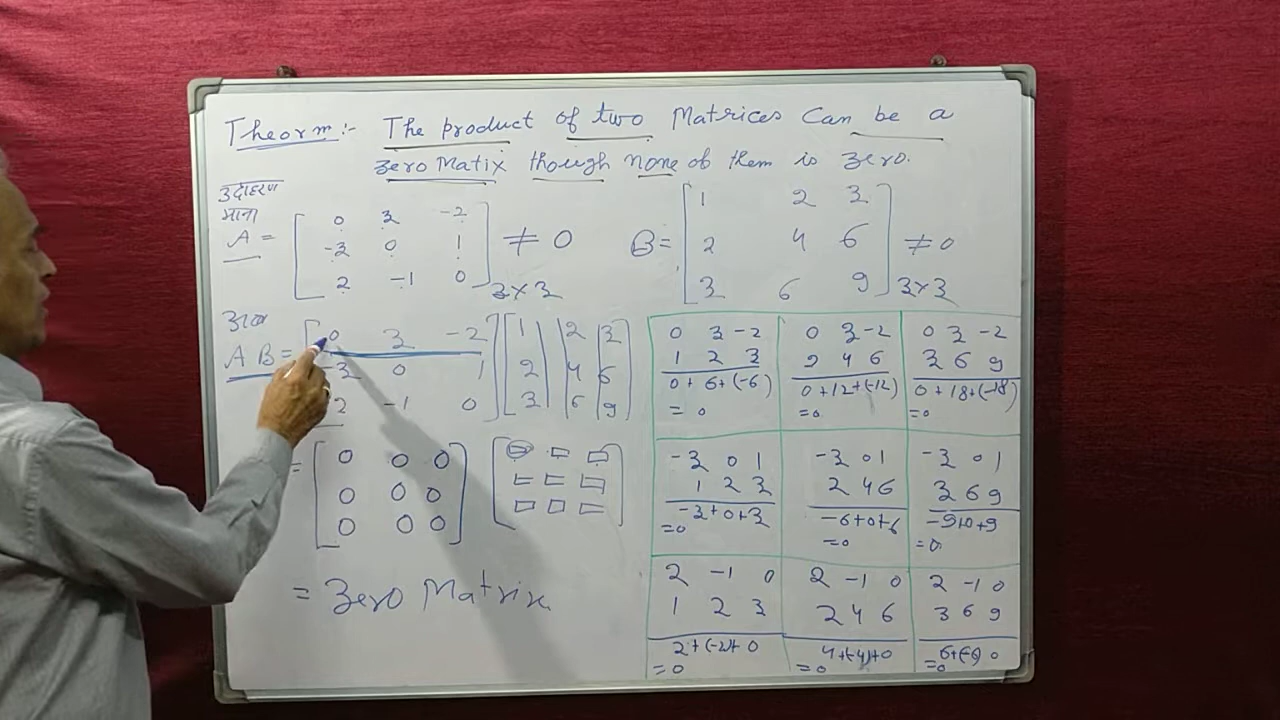 Theorm:- The product of two Matrices Can be a
zero Matix though none of them is zero.
उदाहरण
माना
A = [ 0 3 -2
-3 0 1
2 -1 0 ] 3×3 ≠ 0
B = [ 1 2 3
2 4 6
3 6 9 ] 3×3 ≠ 0
अतः
AB = [ 0 3 -2
-3 0 1
2 -1 0 ] [ 1 2 3
2 4 6
3 6 9 ]
= [ 0 0 0
0 0 0
0 0 0 ]
= Zero Matrix
0 3 -2
1 2 3
0 + 6 + (-6)
= 0
0 3 -2
2 4 6
0 + 12 + (-12)
= 0
0 3 -2
3 6 9
0 + 18 + (-18)
= 0
-3 0 1
1 2 3
-3 + 0 + 3
= 0
-3 0 1
2 4 6
-6 + 0 + 6
= 0
-3 0 1
3 6 9
-9 + 0 + 9
= 0
2 -1 0
1 2 3
2 + (-2) + 0
= 0
2 -1 0
2 4 6
4 + (-4) + 0
= 0
2 -1 0
3 6 9
6 + (-6) 0
= 0